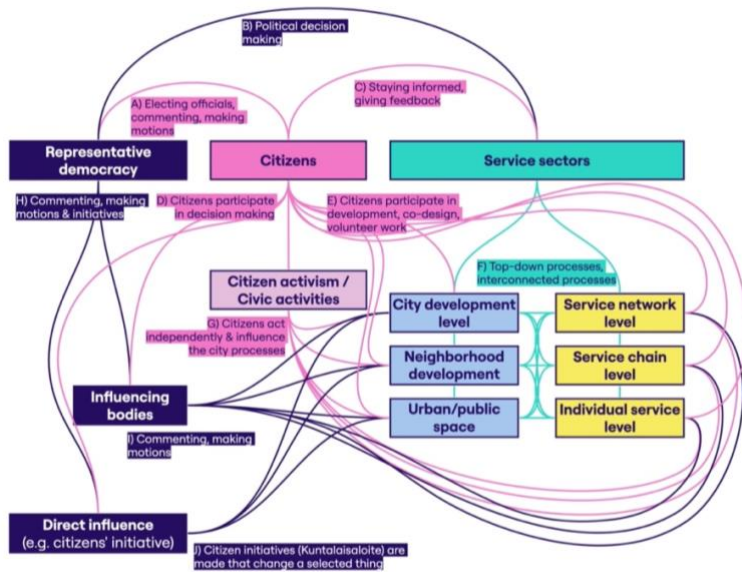 B) Political decision
making
C) Staying informed,
giving feedback
A) Electing officials,
commenting, making
motions
Representative
democracy
Citizens
Service sectors
H) Commenting, making
motions & initiatives
D) Citizens participate
in decision making
E) Citizens participate in
development, co-design,
volunteer work
F) Top-down processes,
interconnected processes
Citizen activism /
Civic activities
City development
level
Service network
level
G) Citizens act
independently & influence
the city processes
Neighborhood
development
Service chain
level
Influencing
bodies
Urban/public
space
Individual service
level
I) Commenting, making
motions
Direct influence
(e.g. citizens' initiative)
J) Citizen initiatives (Kuntalaisaloite) are
made that change a selected thing